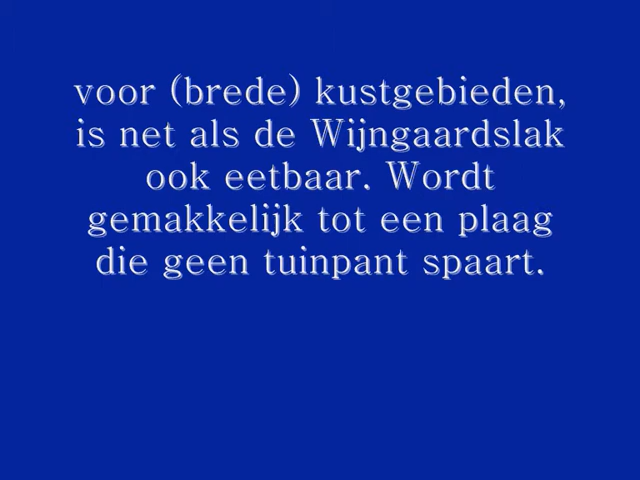 voor (brede) kustgebieden,
is net als de Wijngaardslak
ook eetbaar. Wordt
gemakkelijk tot een plaag
die geen tuinpant spaart.